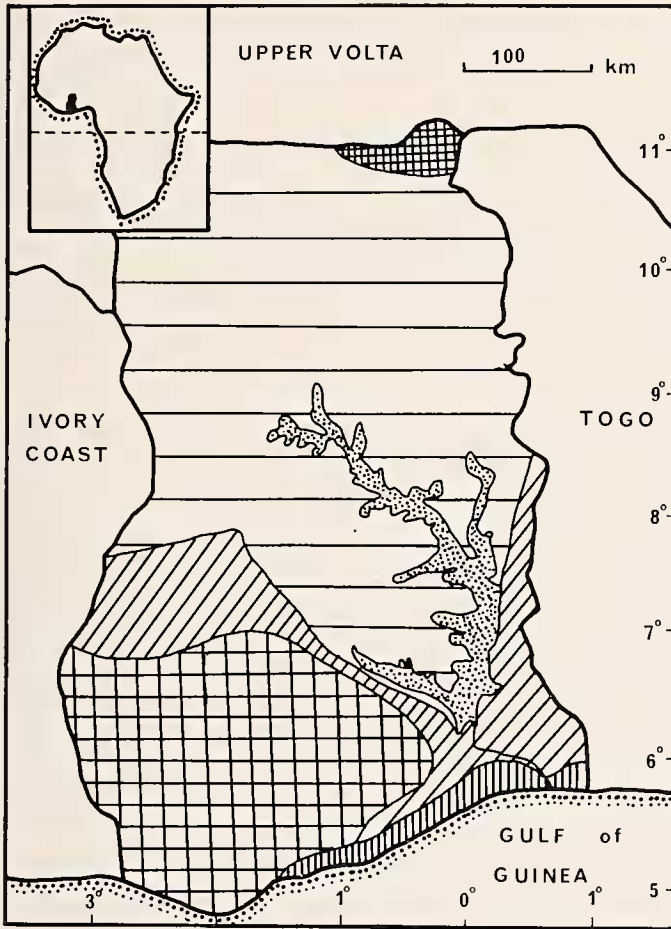 UPPER VOLTA
100
km
11°
10°
IVORY
COAST
9°
TOGO
8°
7°
6°
GULF of
GUINEA
5
3°
1°
0°
1°